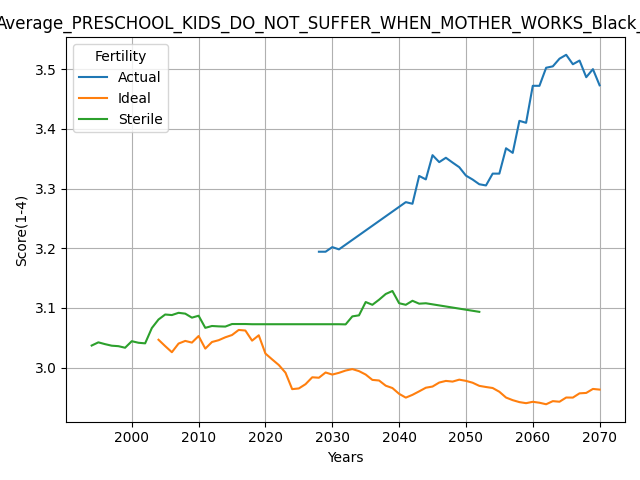 Average_PRESCHOOL_KIDS_DO_NOT_SUFFER_WHEN_MOTHER_WORKS_Black_
Fertility
Actual
Ideal
Sterile
3.5
3.4
3.3
3.2
3.1
3.0
Score(1-4)
2000 2010 2020 2030 2040 2050 2060 2070
Years